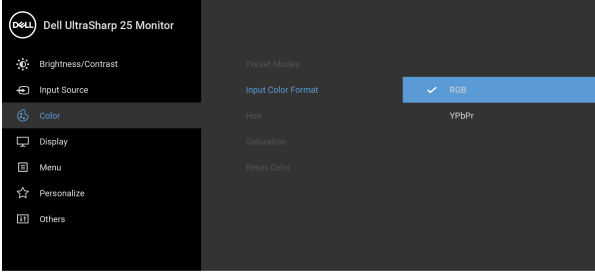 DELL Dell UltraSharp 25 Monitor
Brightness/Contrast
Preset Modes
Input Source
Input Color Format
RGB
Color
Hue
YPbPr
Display
Saturation
Menu
Reset Color
Personalize
Others